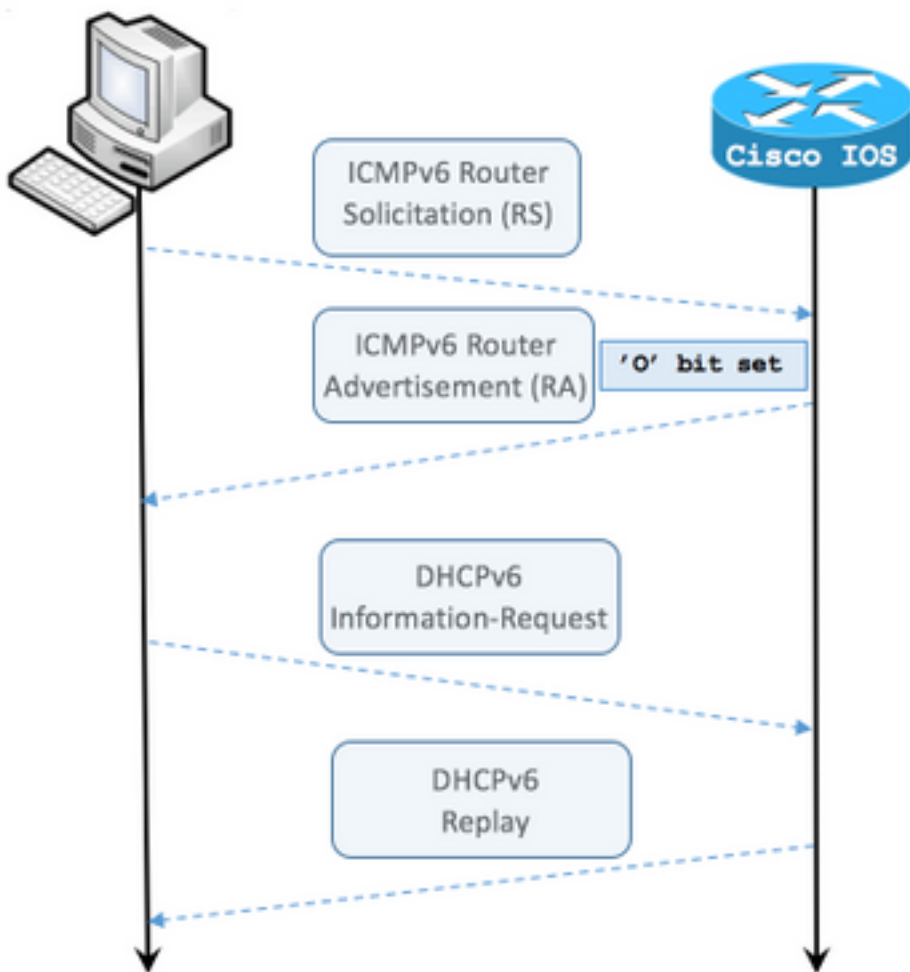 Cisco IOS
ICMPv6 Router
Solicitation (RS)
ICMPv6 Router
Advertisement (RA)
'O' bit set
DHCPv6
Information-Request
DHCPv6
Replay